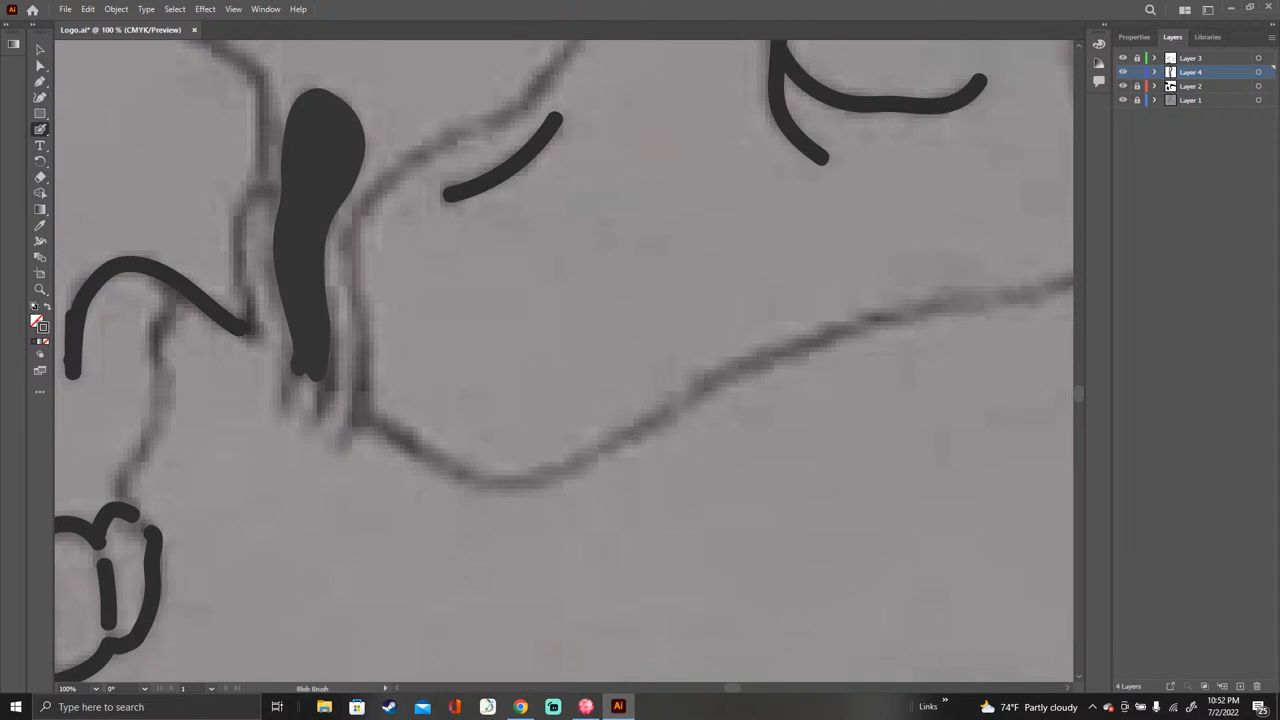 File Edit Object Type Select Effect View Window Help
Logo.ai* @ 100 % (CMYK/Preview) ×
Properties Layers Libraries
Layer 3
Layer 4
Layer 2
Layer 1
4 Layers
100% 0° 1 Blob Brush
Type here to search
Links » 74°F Partly cloudy
10:52 PM
7/2/2022